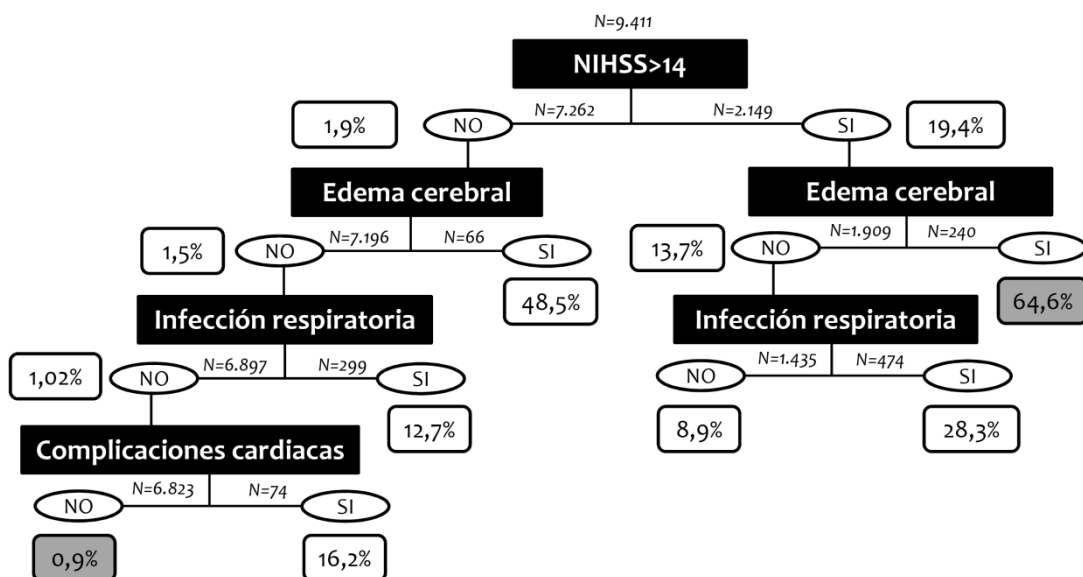 N=9.411
NIHSS>14
N=7.262
N=2.149
1,9%
NO
SI
19,4%
Edema cerebral
Edema cerebral
1,5%
NO
N=7.196
N=66
SI
13,7%
NO
N=1.909
N=240
SI
48,5%
64,6%
Infección respiratoria
Infección respiratoria
1,02%
NO
N=6.897
N=299
SI
NO
N=1.435
N=474
SI
12,7%
8,9%
28,3%
Complicaciones cardiacas
NO
N=6.823
N=74
SI
0,9%
16,2%